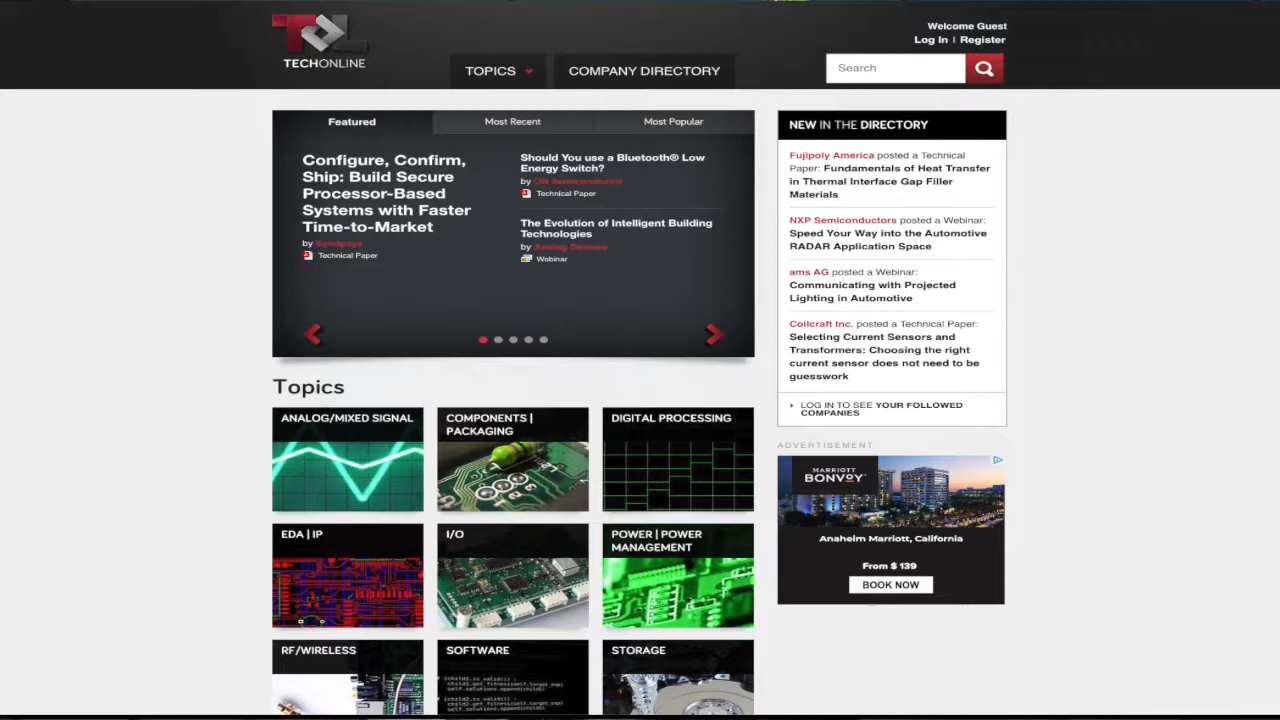 TECHONLINE
TOPICS
COMPANY DIRECTORY
Welcome Guest
Log In | Register
Search
Featured
Most Recent
Most Popular
Configure, Confirm,
Ship: Build Secure
Processor-Based
Systems with Faster
Time-to-Market
by Synopsys
Technical Paper
Should You use a Bluetooth® Low
Energy Switch?
by
Technical Paper
The Evolution of Intelligent Building
Technologies
by Analog Devices
Webinar
NEW IN THE DIRECTORY
Fujipoly America posted a Technical
Paper: Fundamentals of Heat Transfer
in Thermal Interface Gap Filler
Materials
NXP Semiconductors posted a Webinar:
Speed Your Way into the Automotive
RADAR Application Space
ams AG posted a Webinar:
Communicating with Projected
Lighting in Automotive
Coilcraft Inc. posted a Technical Paper:
Selecting Current Sensors and
Transformers: Choosing the right
current sensor does not need to be
guesswork
LOG IN TO SEE YOUR FOLLOWED
COMPANIES
ADVERTISEMENT
MARRIOTT
BONVOY
Anaheim Marriott, California
From $ 139
BOOK NOW
Topics
ANALOG/MIXED SIGNAL
COMPONENTS |
PACKAGING
DIGITAL PROCESSING
EDA | IP
I/O
POWER | POWER
MANAGEMENT
RF/WIRELESS
SOFTWARE
STORAGE